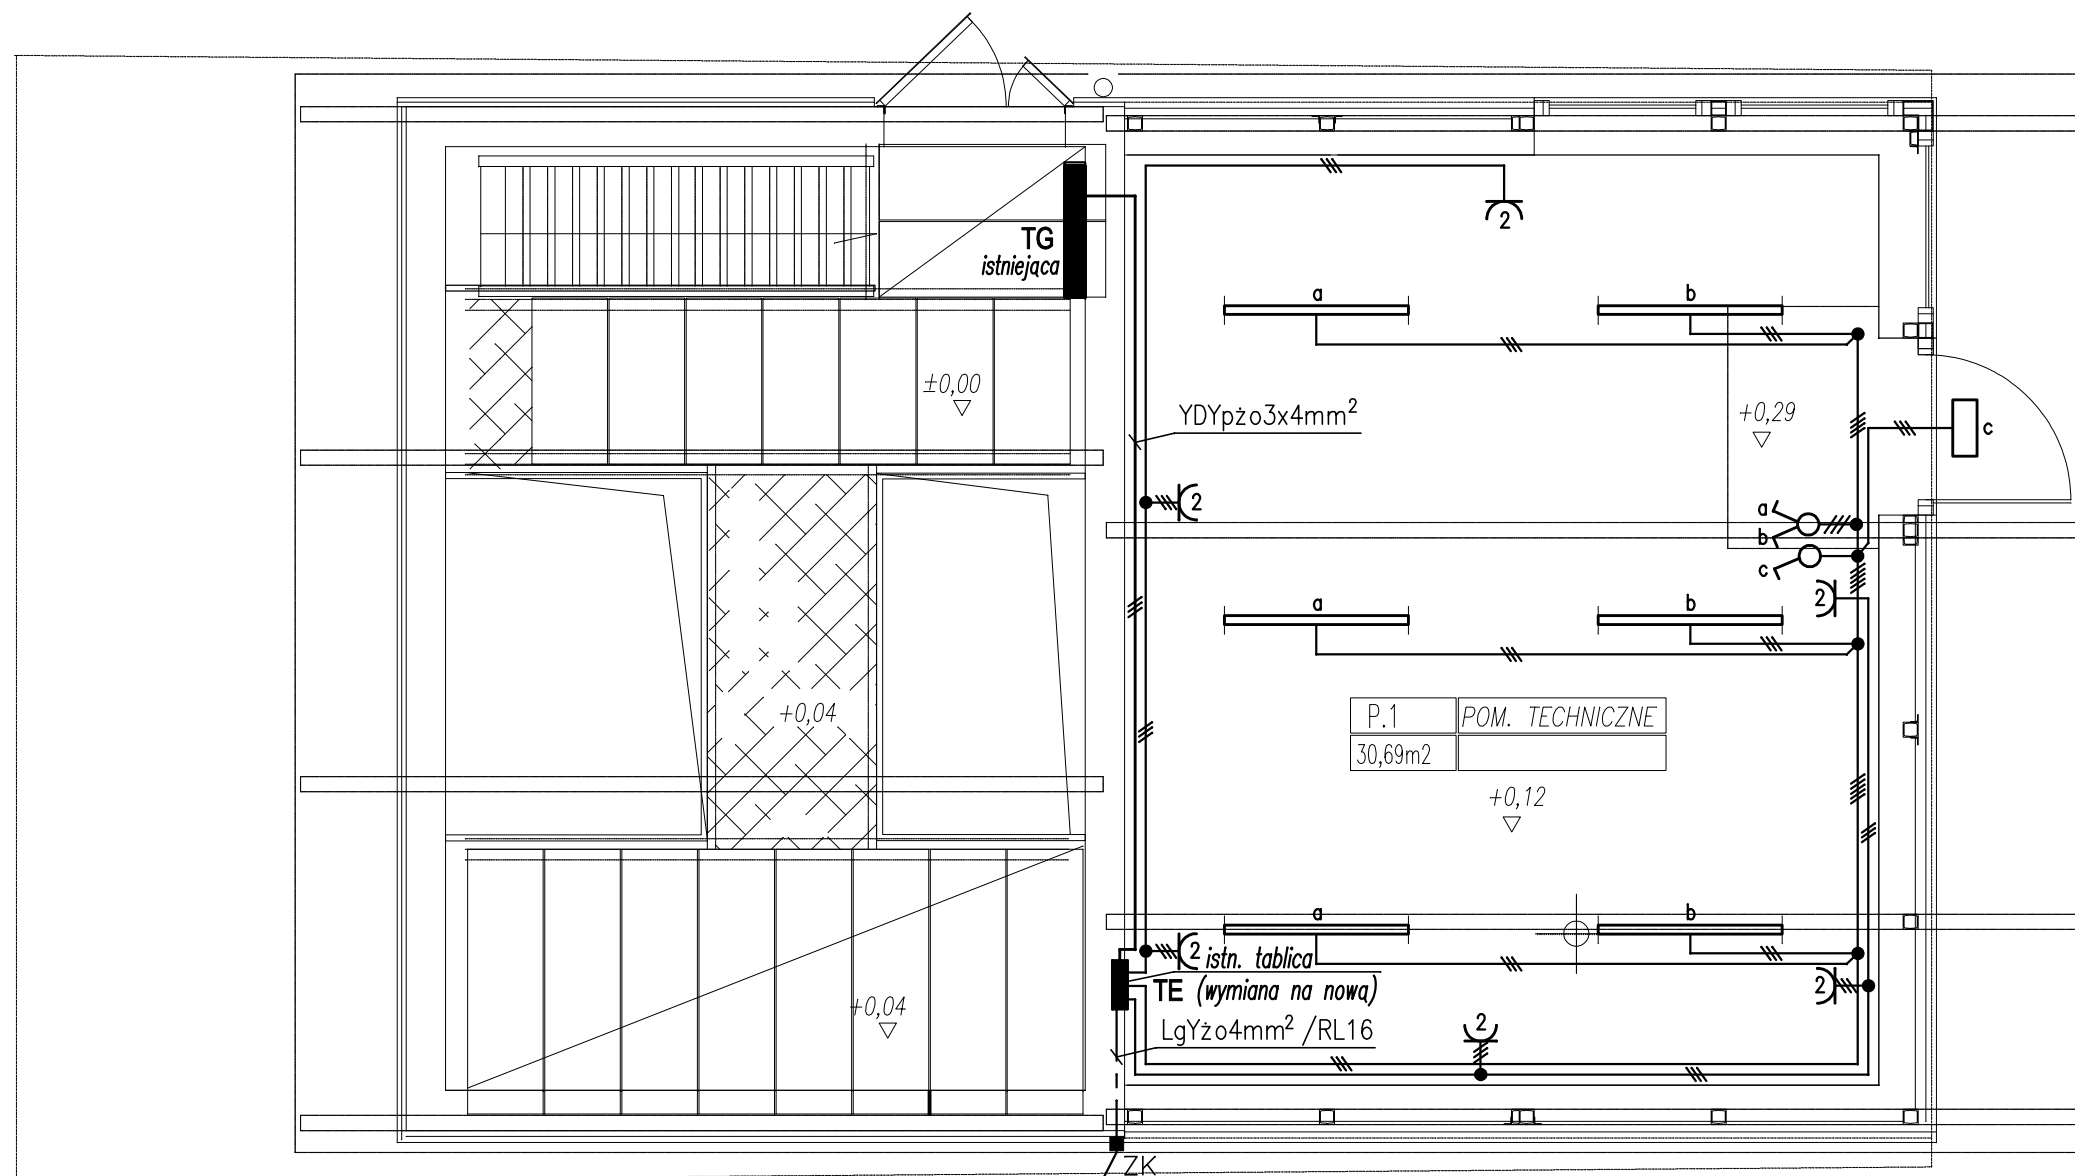 2
TG
istniejąca
a
b
±0,00
+0,29
YDYpżo3x4mm²
c
2
a
b
c
2
a
b
+0,04
P.1
POM. TECHNICZNE
30,69m2
+0,12
a
b
2
istn. tablica
TE (wymiana na nową)
2
+0,04
LgYżo4mm² /RL16
2
ZK